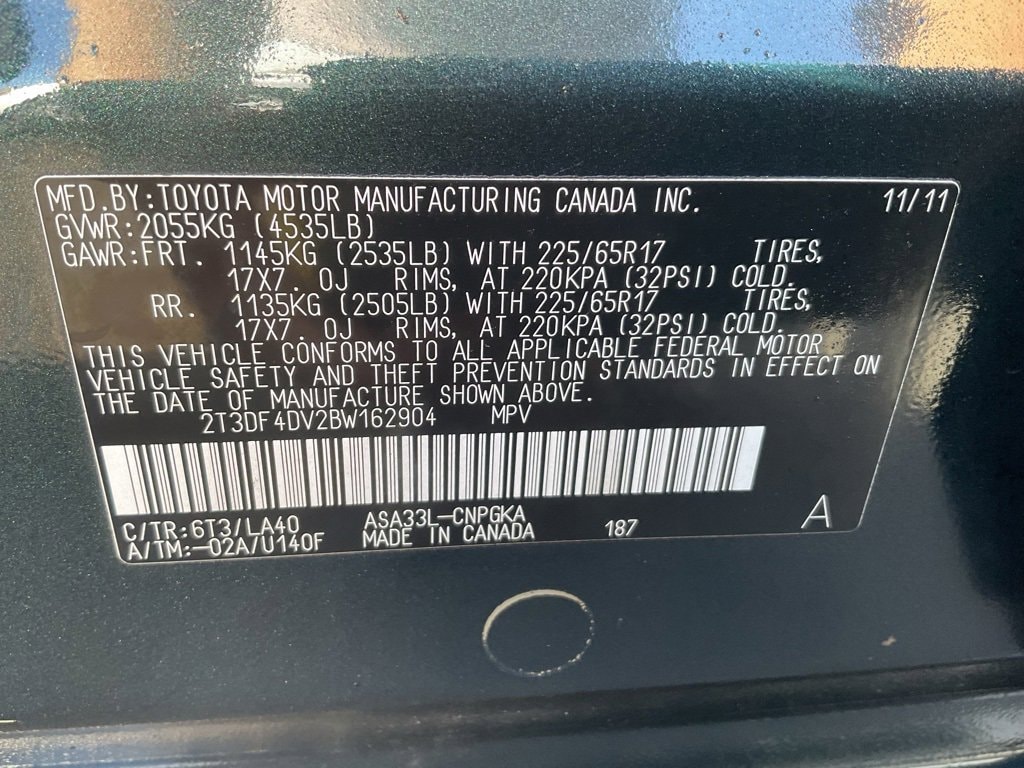 MFD.BY:TOYOTA MOTOR MANUFACTURING CANADA INC. 11/11
GVWR:2055KG (4535LB)
GAWR:FRT. 1145KG (2535LB) WITH 225/65R17 TIRES,
17X7.0J RIMS, AT 220KPA (32PSI) COLD.
RR. 1135KG (2505LB) WITH 225/65R17 TIRES,
17X7.0J RIMS, AT 220KPA (32PSI) COLD.
THIS VEHICLE CONFORMS TO ALL APPLICABLE FEDERAL MOTOR
VEHICLE SAFETY AND THEFT PREVENTION STANDARDS IN EFFECT ON
THE DATE OF MANUFACTURE SHOWN ABOVE.
2T3DF4DV2BW162904 MPV
C/TR:6T3/LA40 ASA33L-CNPGKA 187 A
A/TM:-02A/U140F MADE IN CANADA